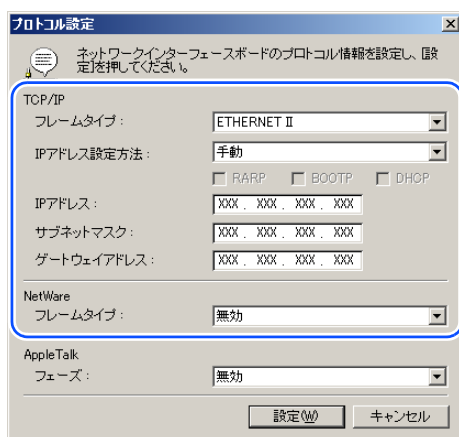 プロトコル設定
ネットワークインターフェースボードのプロトコル情報を設定し、[設
定]を押してください。
TCP/IP
フレームタイプ：
ETHERNET II
IPアドレス設定方法：
手動
RARP BOOTP DHCP
IPアドレス：
XXX . XXX . XXX . XXX
サブネットマスク：
XXX . XXX . XXX . XXX
ゲートウェイアドレス：
XXX . XXX . XXX . XXX
NetWare
フレームタイプ：
無効
AppleTalk
フェーズ：
無効
設定(W) キャンセル